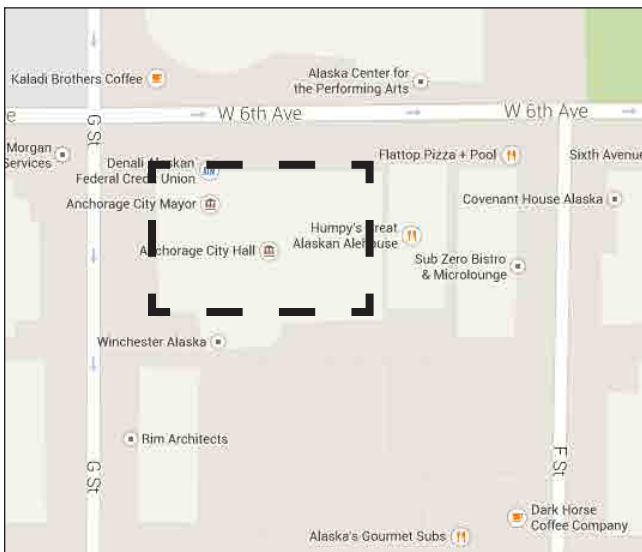 Kaladi Brothers Coffee
Alaska Center for
the Performing Arts
e
W 6th Ave
W 6th Ave
G St
Morgan
Services
Denali Alaskan
Federal Credit Union
Flattop Pizza + Pool
Sixth Avenue
Anchorage City Mayor
Covenant House Alaska
Humpy's Great
Alaskan Alehouse
Anchorage City Hall
Sub Zero Bistro
& Microlounge
Winchester Alaska
Rim Architects
G St
F St
Dark Horse
Coffee Company
Alaska's Gourmet Subs